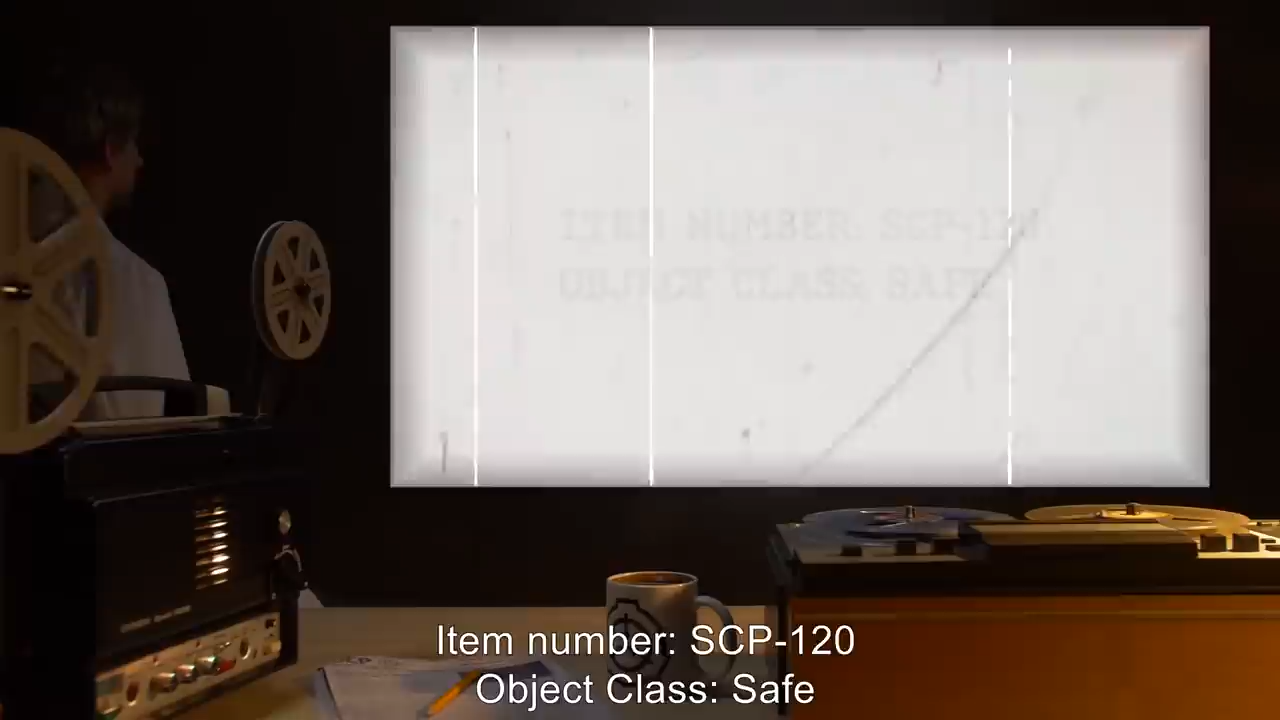 ITEM NUMBER: SCP-120
OBJECT CLASS: SAFE
Item number: SCP-120
Object Class: Safe